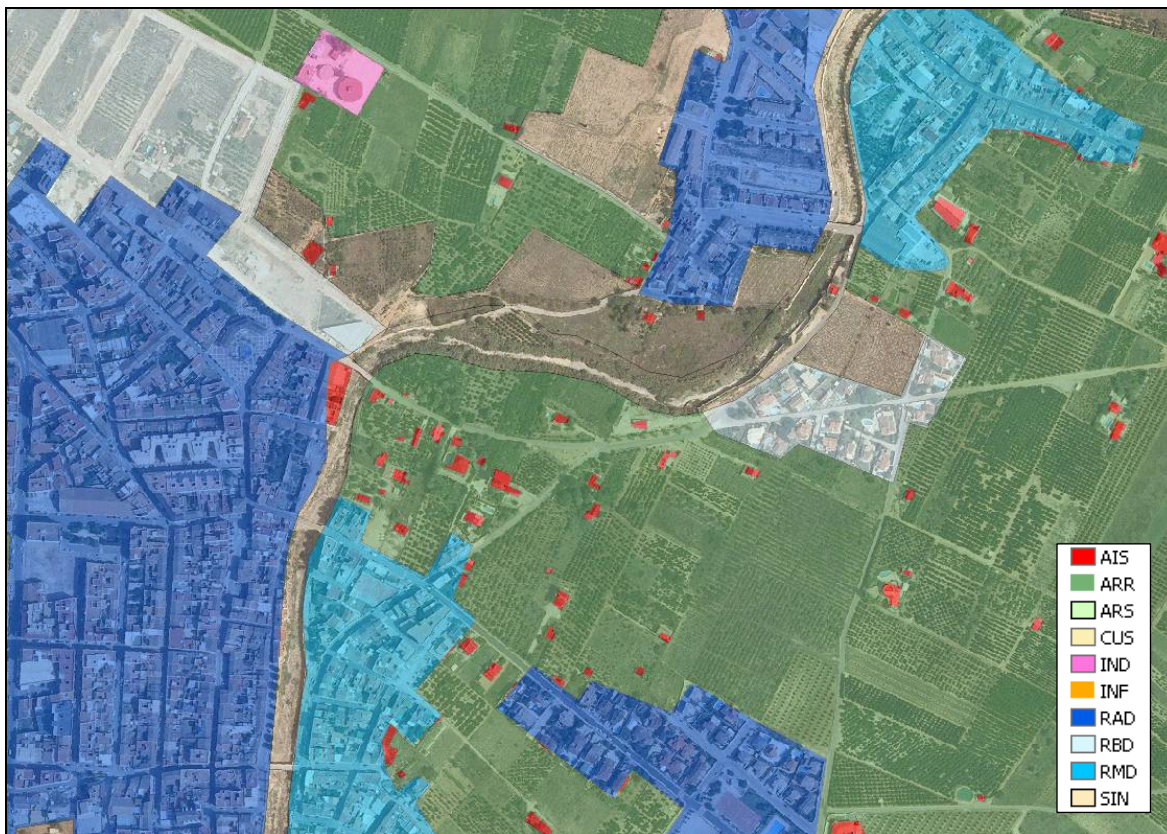 AIS
ARR
ARS
CUS
IND
INF
RAD
RBD
RMD
SIN